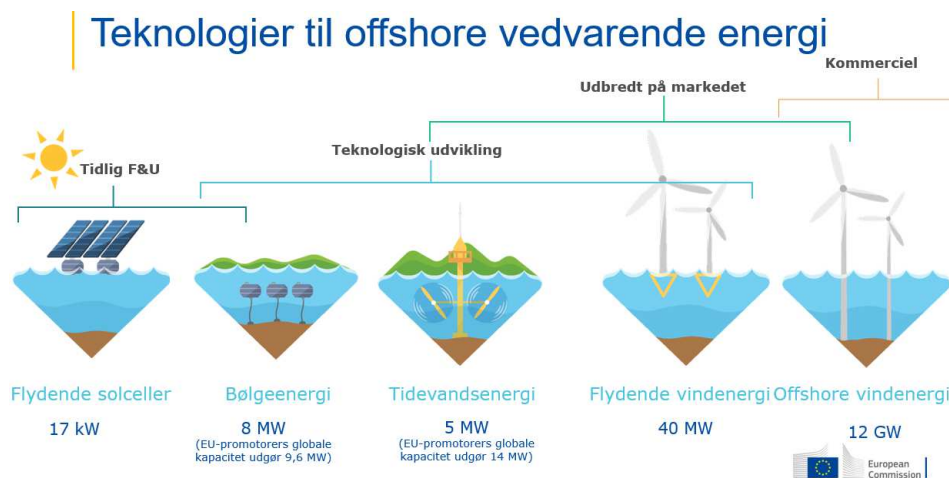 Teknologier til offshore vedvarende energi
Kommerciel
Udbredt på markedet
Teknologisk udvikling
Tidlig F&U
Flydende solceller
17 kW
Bølgeenergi
8 MW
(EU-promotorers globale
kapacitet udgør 9,6 MW)
Tidevandsenergi
5 MW
(EU-promotorers globale
kapacitet udgør 14 MW)
Flydende vindenergi
40 MW
Offshore vindenergi
12 GW
European
Commission